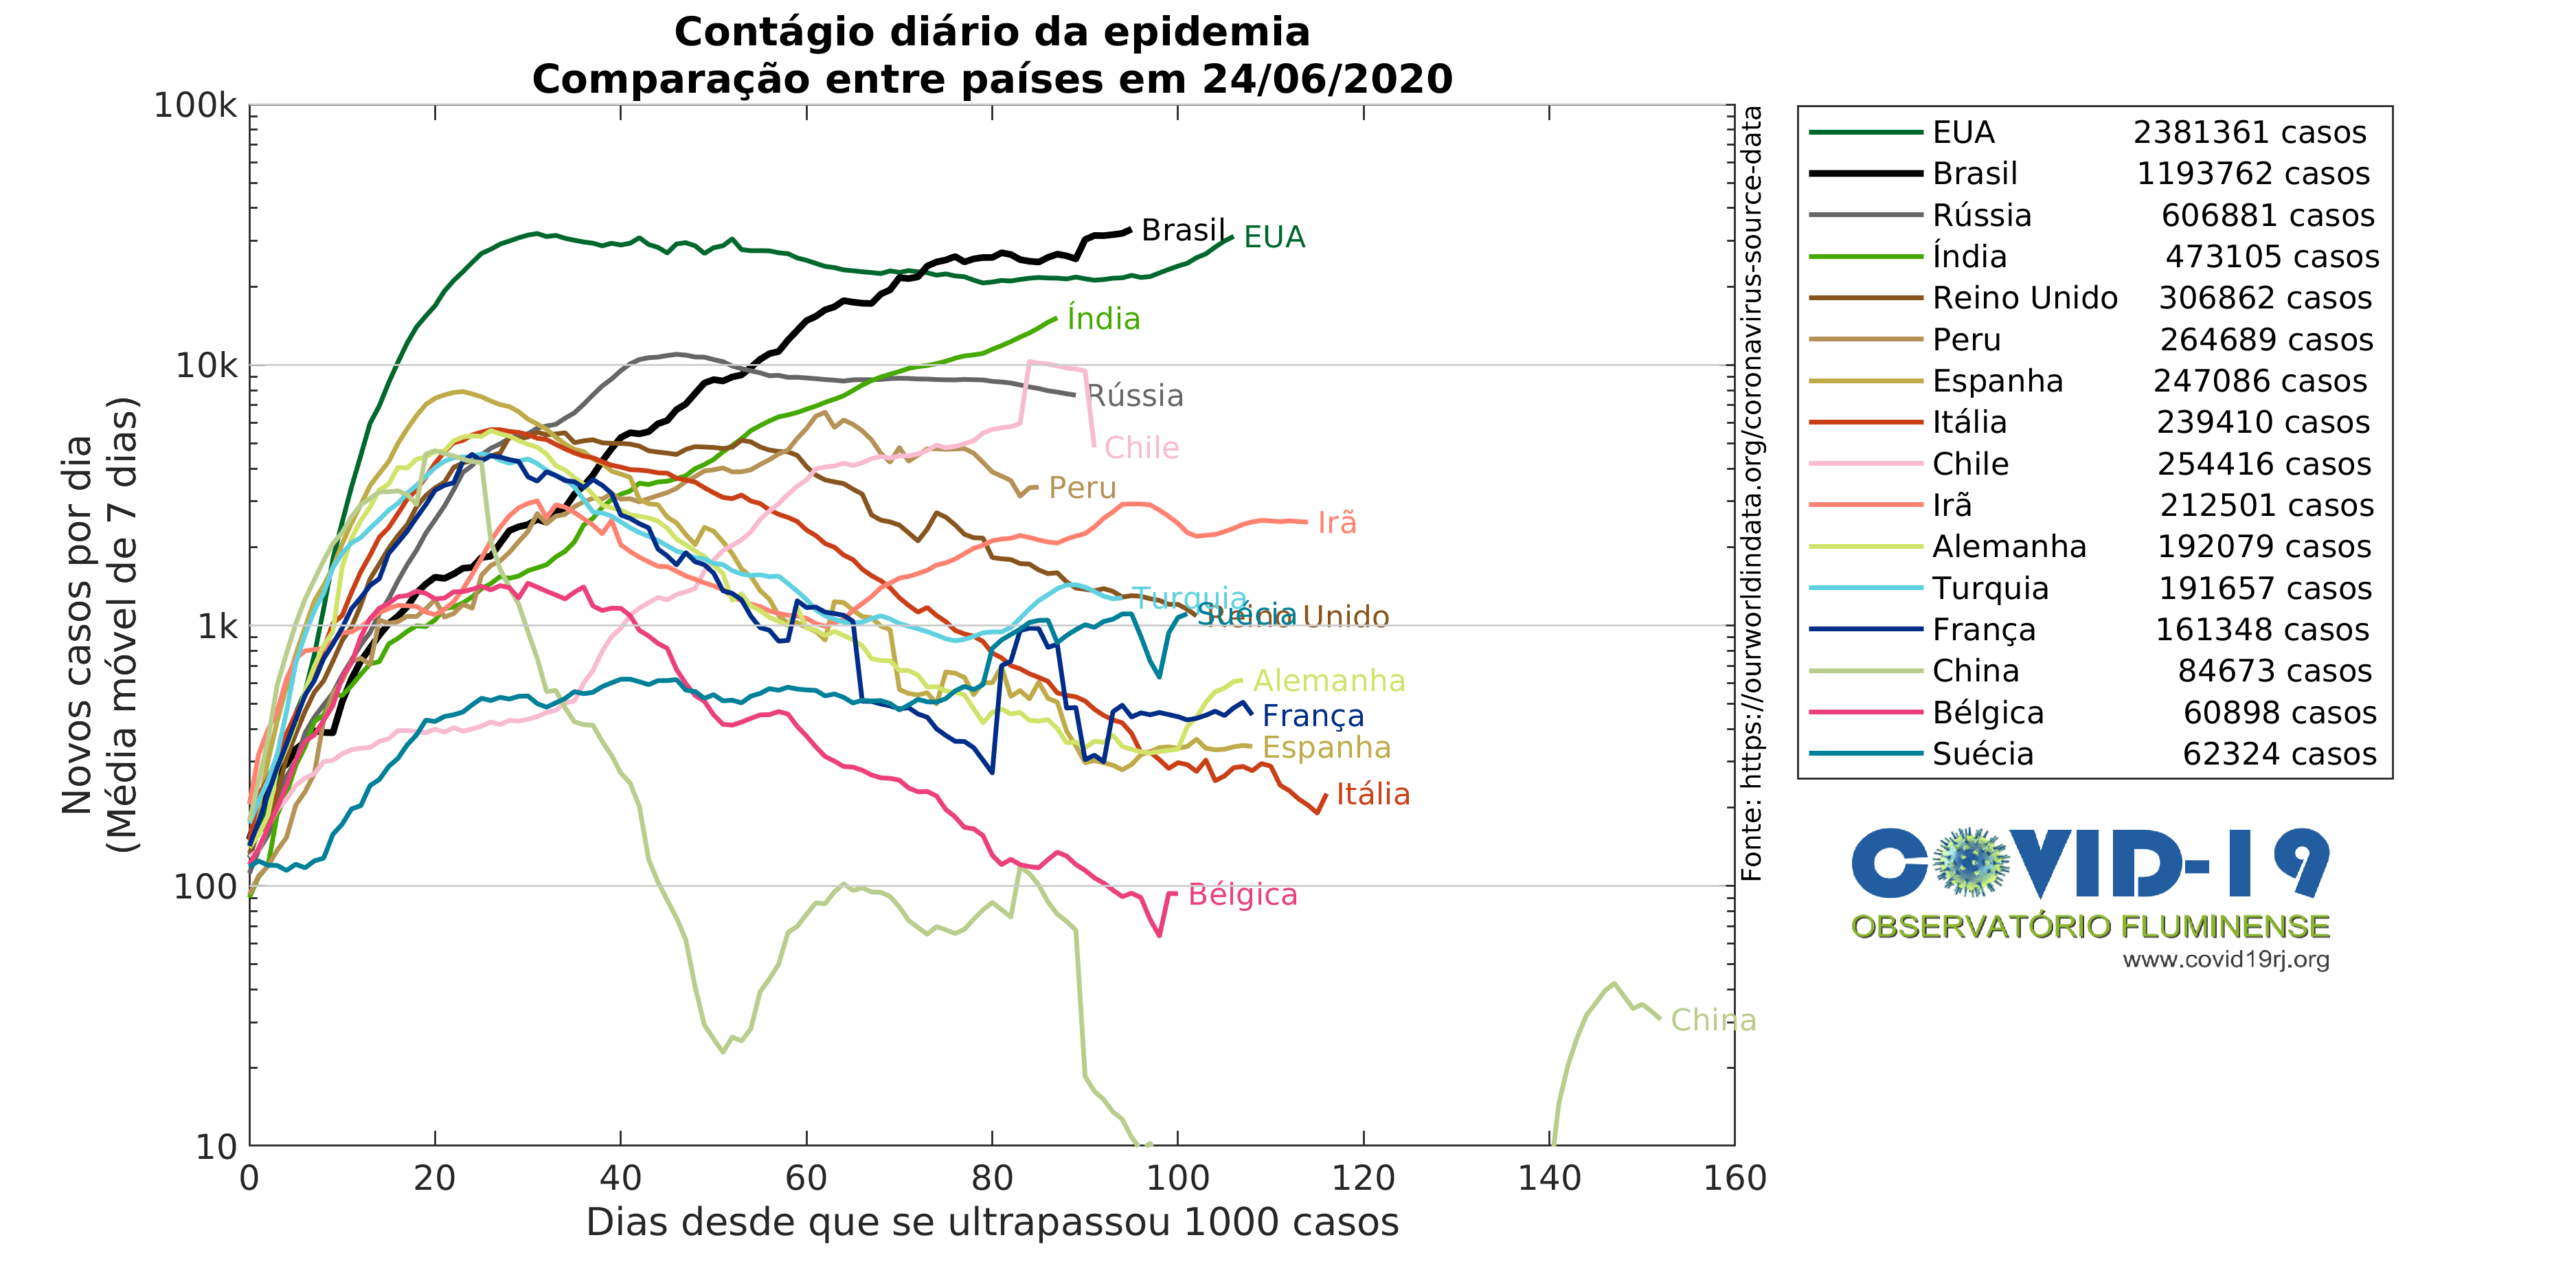 Contágio diário da epidemia
Comparação entre países em 24/06/2020
Novos casos por dia
(Média móvel de 7 dias)
100k
10k
1k
100
10
0 20 40 60 80 100 120 140 160
Dias desde que se ultrapassou 1000 casos
Brasil
EUA
Índia
Rússia
Chile
Peru
Irã
Turquia
Suécia
Reino Unido
Alemanha
França
Espanha
Itália
Bélgica
China
Fonte: https://ourworldindata.org/coronavirus-source-data
EUA 2381361 casos
Brasil 1193762 casos
Rússia 606881 casos
Índia 473105 casos
Reino Unido 306862 casos
Peru 264689 casos
Espanha 247086 casos
Itália 239410 casos
Chile 254416 casos
Irã 212501 casos
Alemanha 192079 casos
Turquia 191657 casos
França 161348 casos
China 84673 casos
Bélgica 60898 casos
Suécia 62324 casos
COVID-19
OBSERVATÓRIO FLUMINENSE
www.covid19rj.org